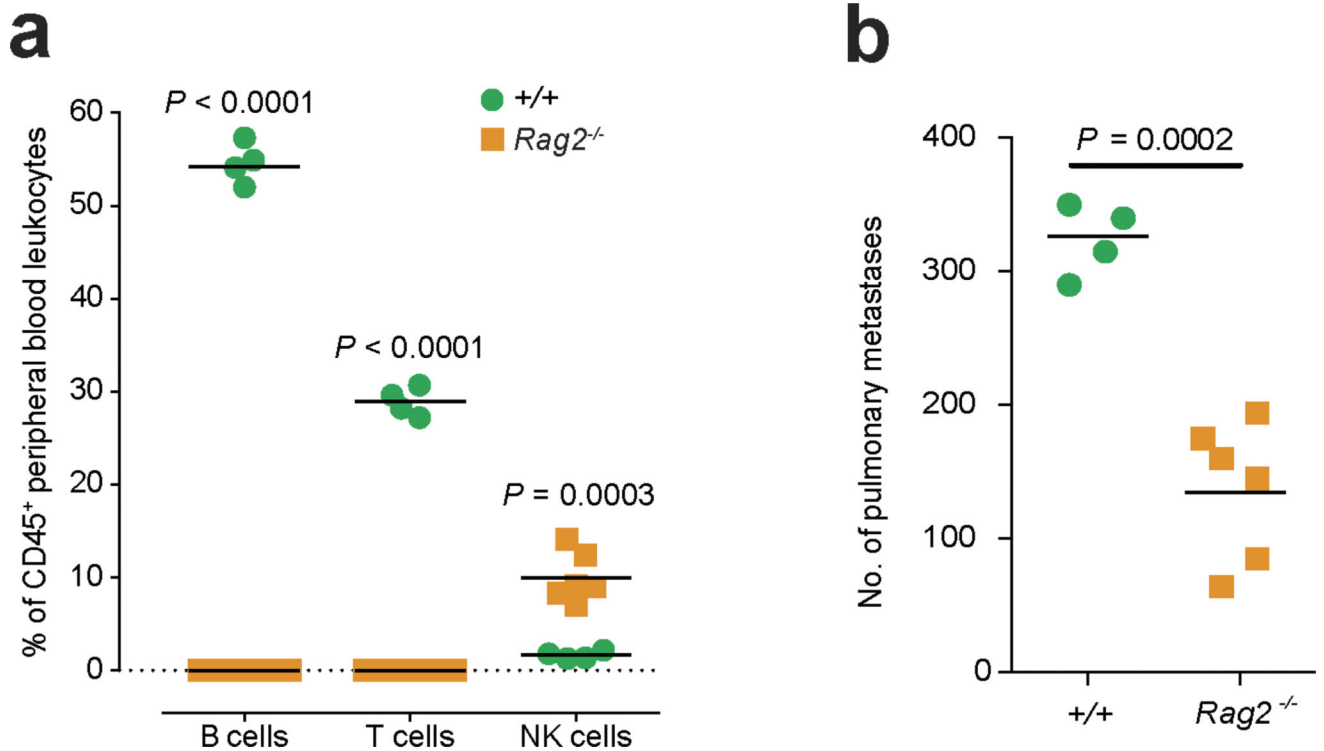 a
% of CD45⁺ peripheral blood leukocytes
60
50
40
30
20
10
0
P < 0.0001
P < 0.0001
P = 0.0003
+/+
Rag2⁻/⁻
B cells
T cells
NK cells
b
No. of pulmonary metastases
400
300
200
100
0
P = 0.0002
+/+
Rag2⁻/⁻